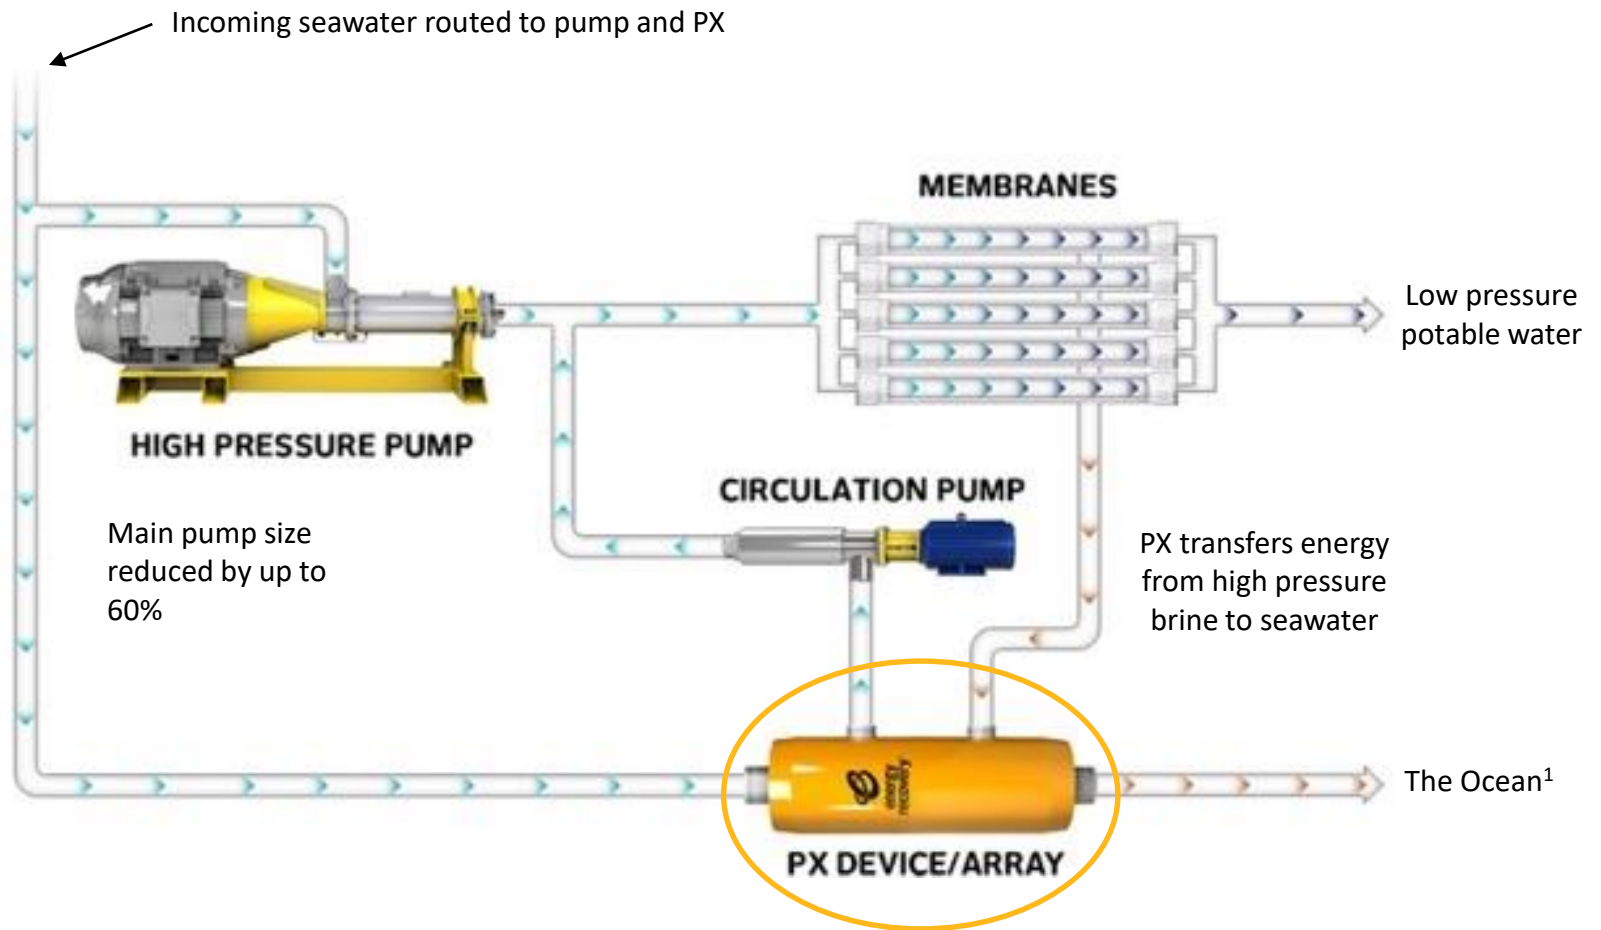 Incoming seawater routed to pump and PX
MEMBRANES
Low pressure
potable water
HIGH PRESSURE PUMP
CIRCULATION PUMP
Main pump size
reduced by up to
60%
PX transfers energy
from high pressure
brine to seawater
energy
recovery
The Ocean¹
PX DEVICE/ARRAY